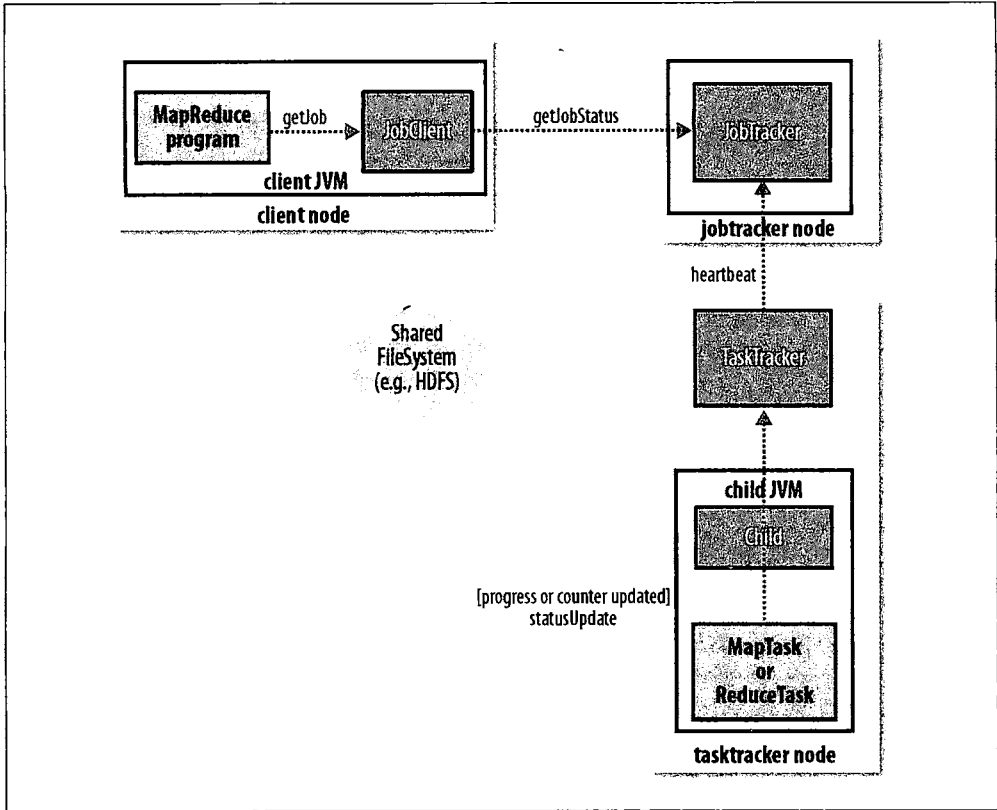 MapReduce
program
getJob
JobClient
client JVM
client node
getJobStatus
JobTracker
jobtracker node
heartbeat
TaskTracker
Shared
FileSystem
(e.g., HDFS)
child JVM
Child
[progress or counter updated]
statusUpdate
MapTask
or
ReduceTask
tasktracker node